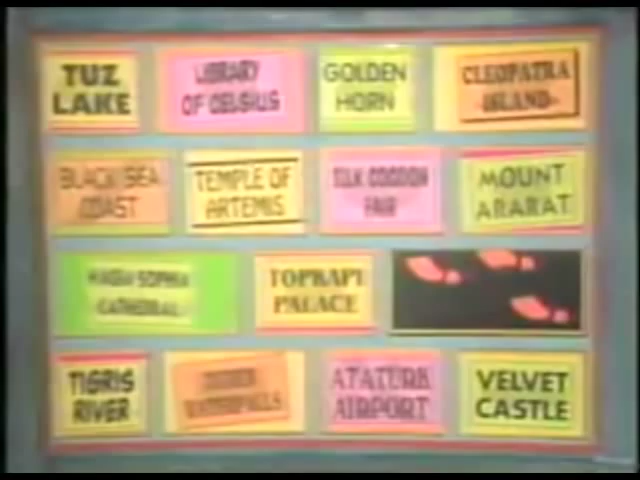 TUZ
LAKE
LIBRARY
OF CELSIUS
GOLDEN
HORN
CLEOPATRA
ISLAND
BLACK SEA
COAST
TEMPLE OF
ARTEMIS
SILK COCOON
FAIR
MOUNT
ARARAT
HAGIA SOPHIA
CATHEDRAL
TOPKAPI
PALACE
TIGRIS
RIVER
WATERFALLS
ATATURK
AIRPORT
VELVET
CASTLE